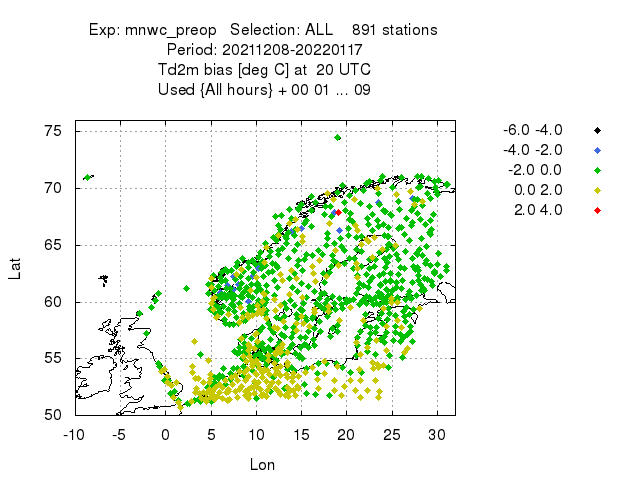 Exp: mnwc_preop   Selection: ALL    891 stations
Period: 20211208-20220117
Td2m bias [deg C] at  20 UTC
Used {All hours} + 00 01 ... 09
-6.0 -4.0
-4.0 -2.0
-2.0 0.0
0.0 2.0
2.0 4.0
75
70
65
60
55
50
Lat
-10 -5 0 5 10 15 20 25 30
Lon